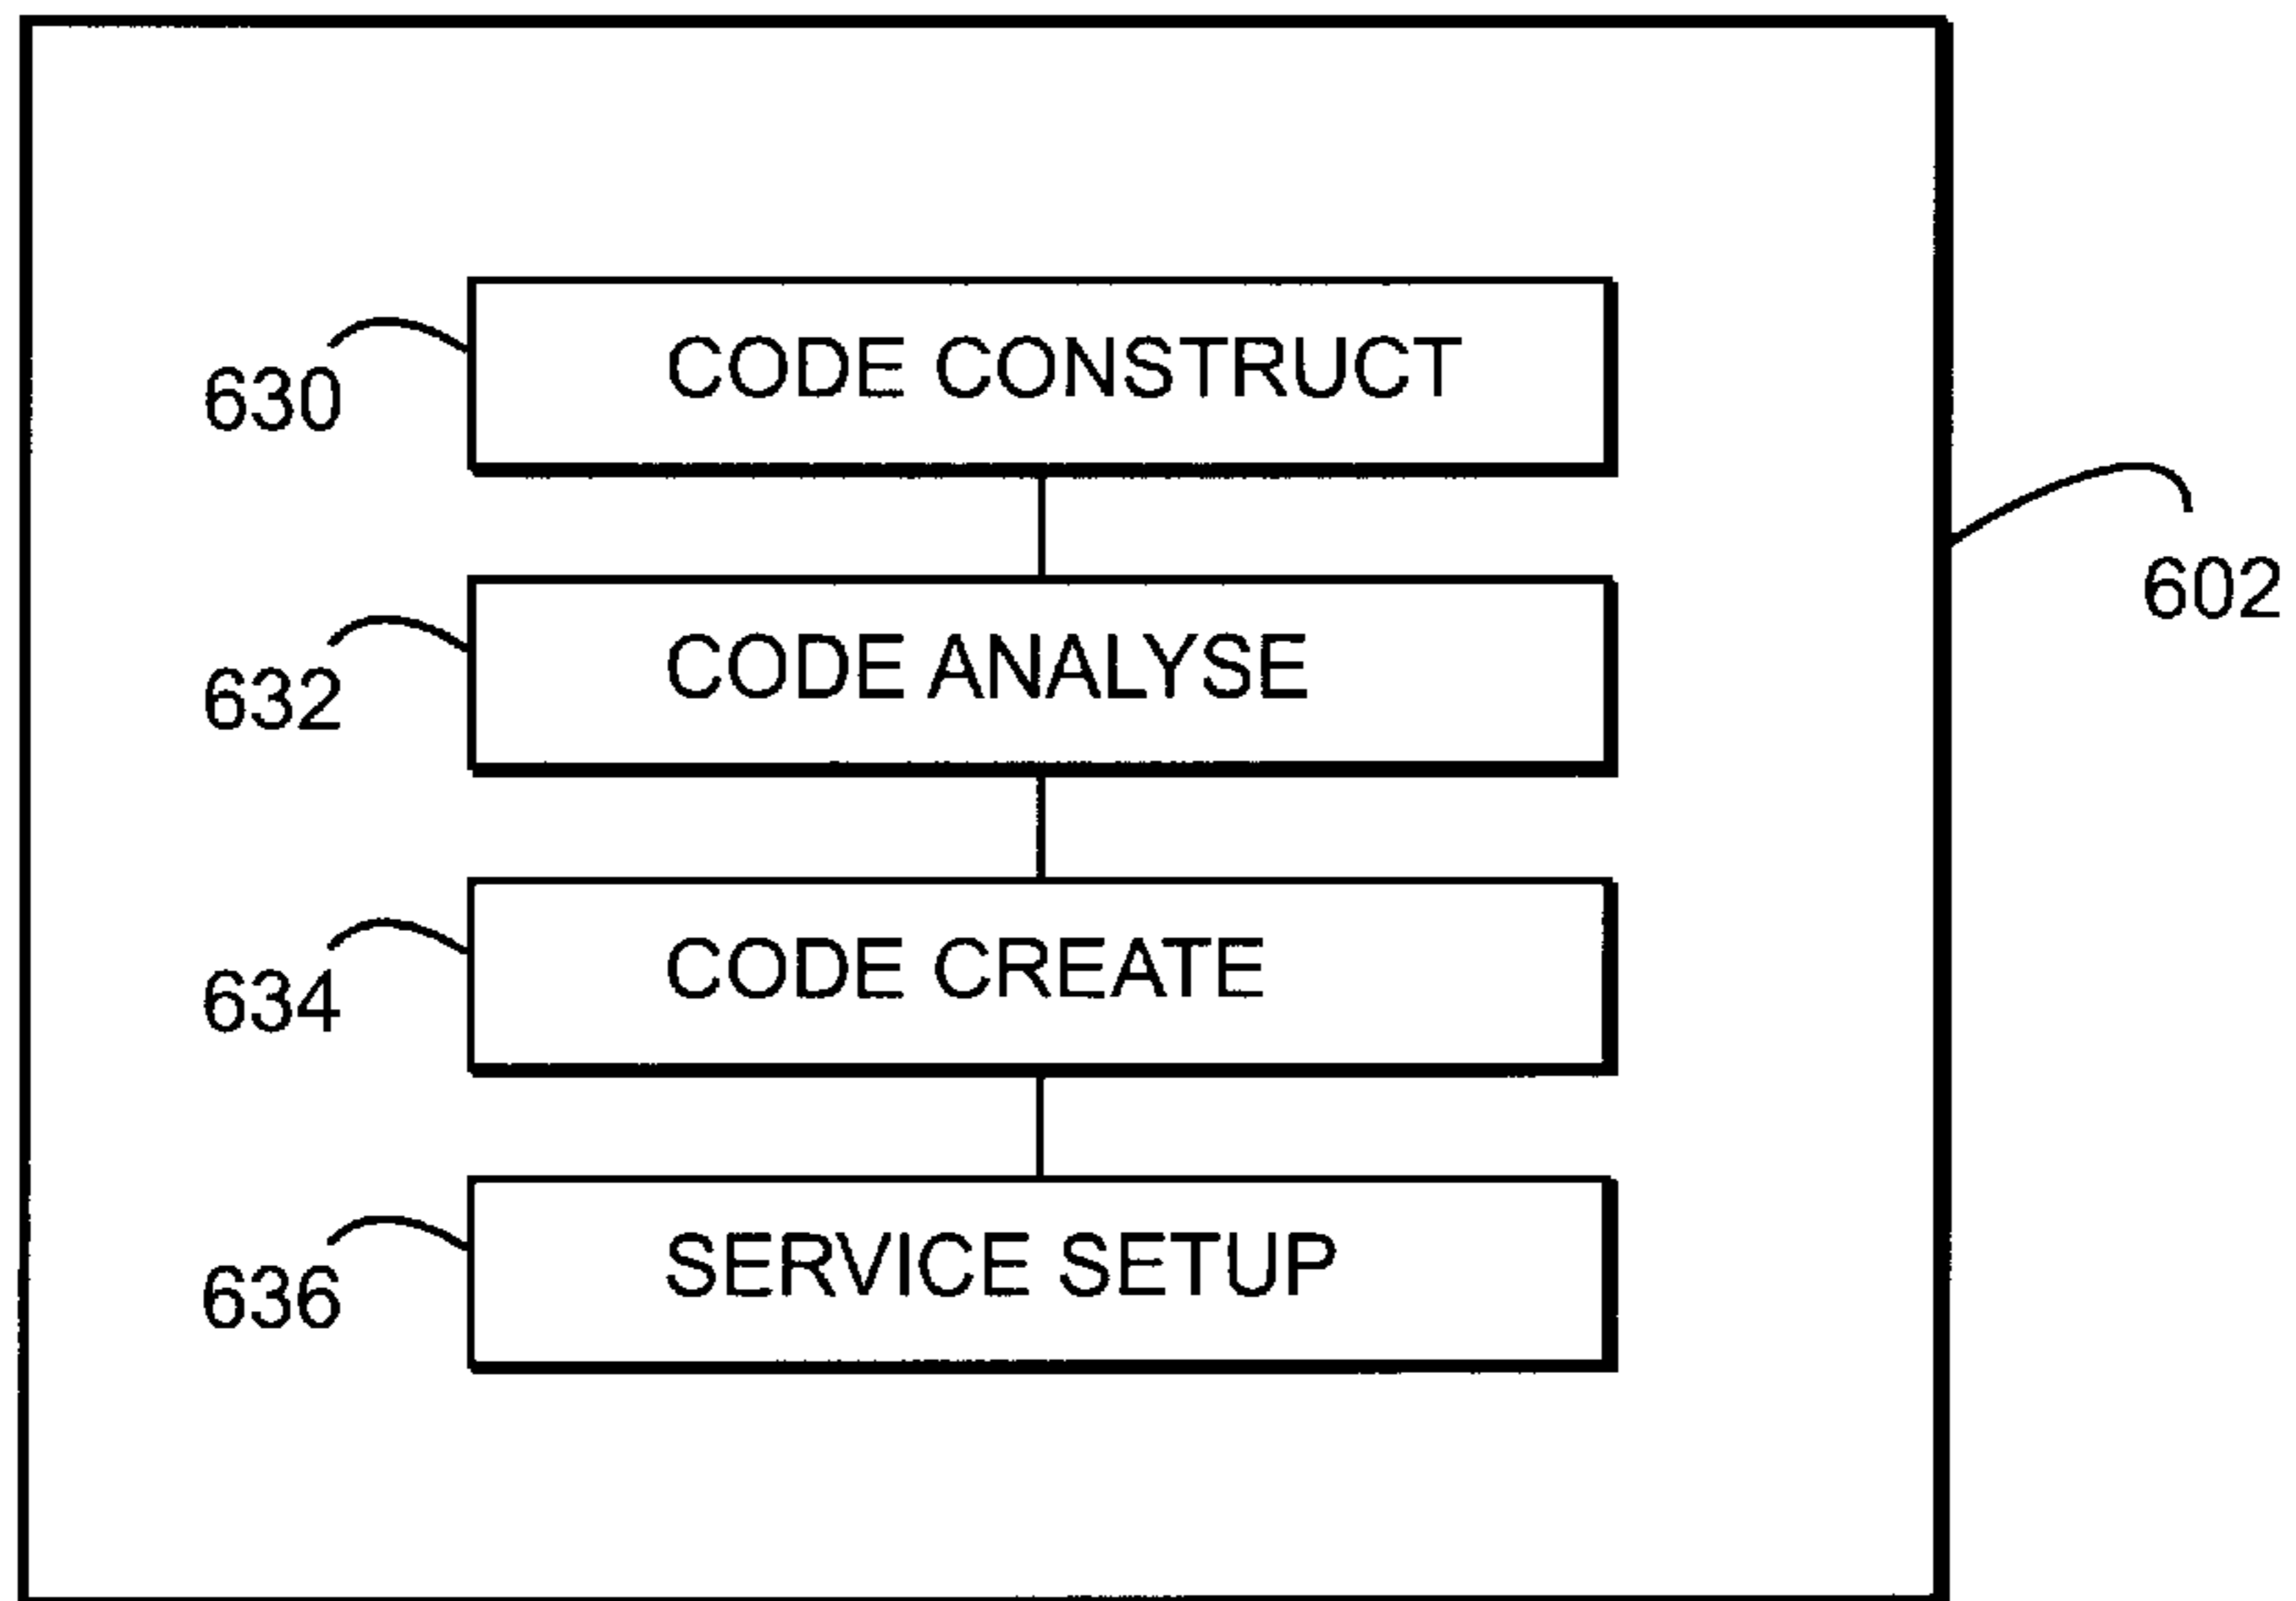 CODE CONSTRUCT
630
602
CODE ANALYSE
632
CODE CREATE
634
SERVICE SETUP
636